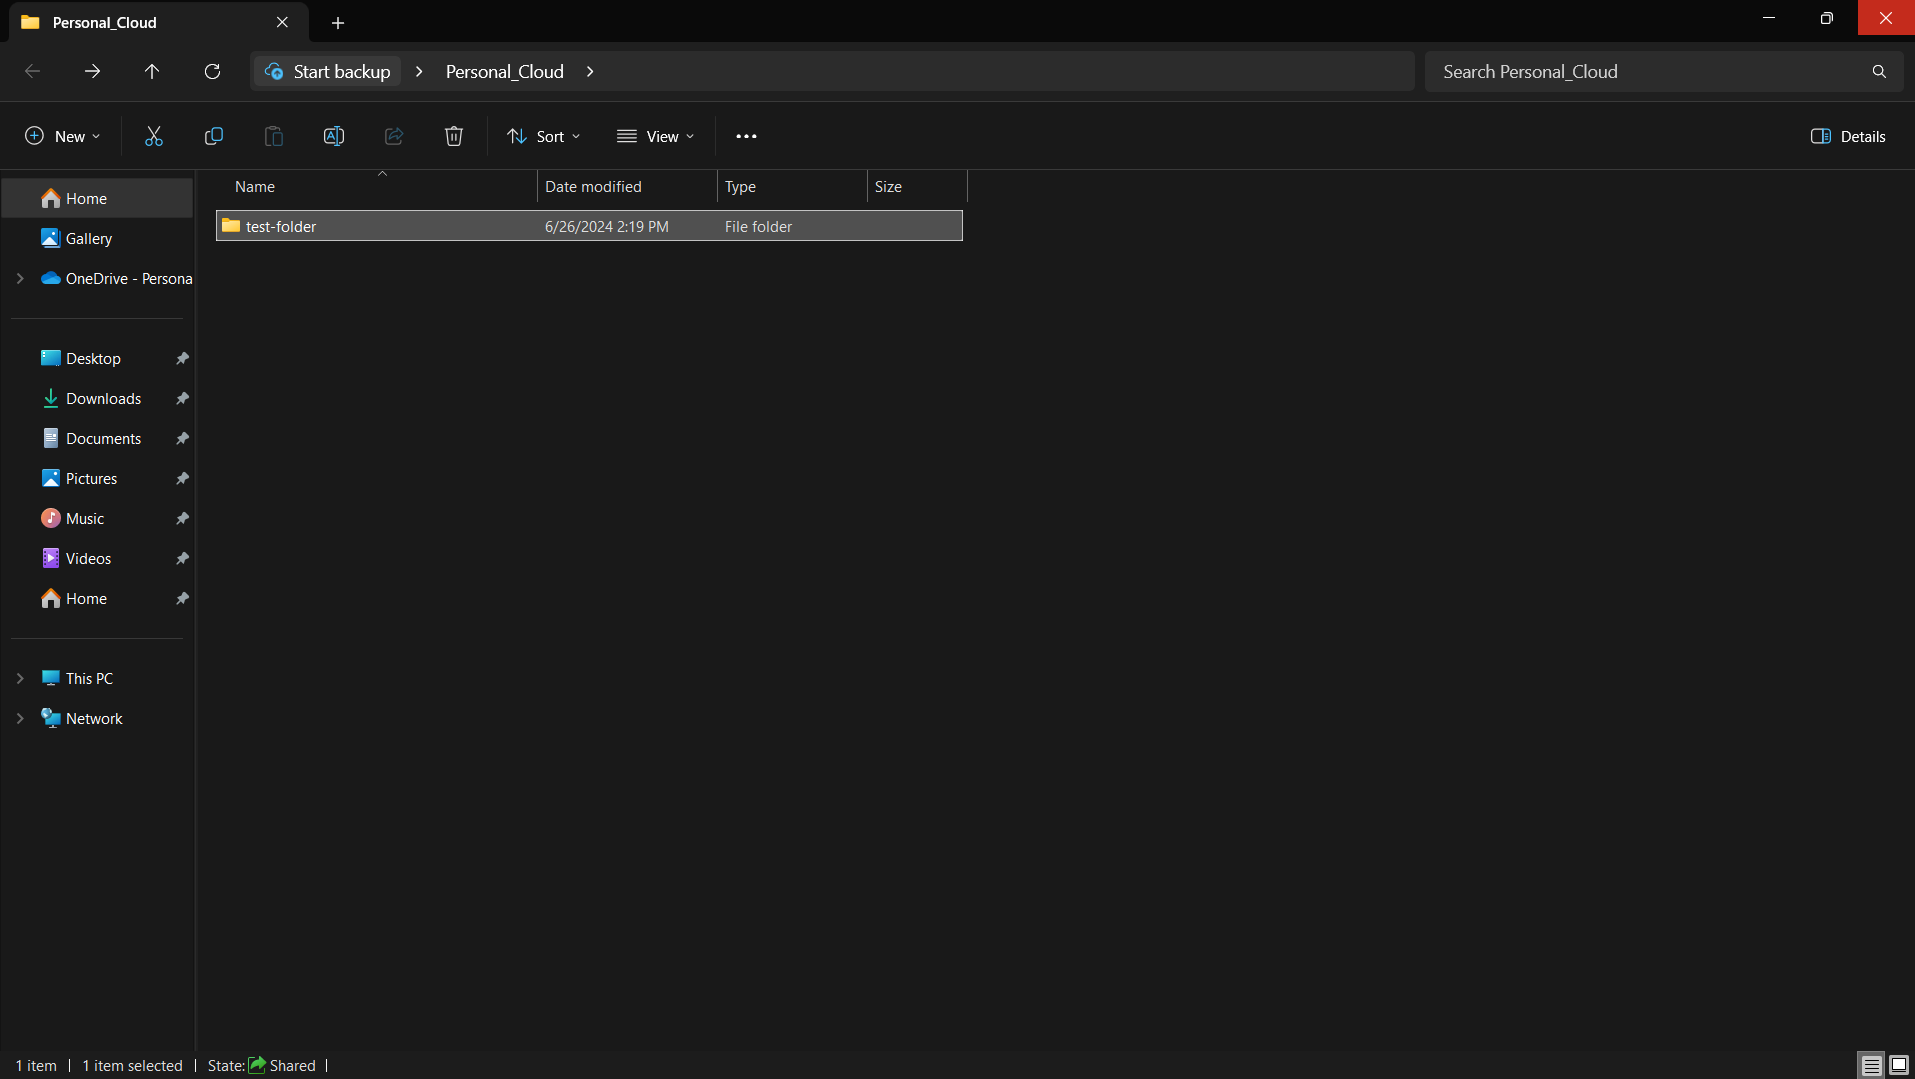 Personal_Cloud
Start backup > Personal_Cloud >
Search Personal_Cloud
New
Sort
View
Details
Name Date modified Type Size
test-folder 6/26/2024 2:19 PM File folder
Home
Gallery
OneDrive - Persona
Desktop
Downloads
Documents
Pictures
Music
Videos
Home
This PC
Network
1 item | 1 item selected | State: Shared |